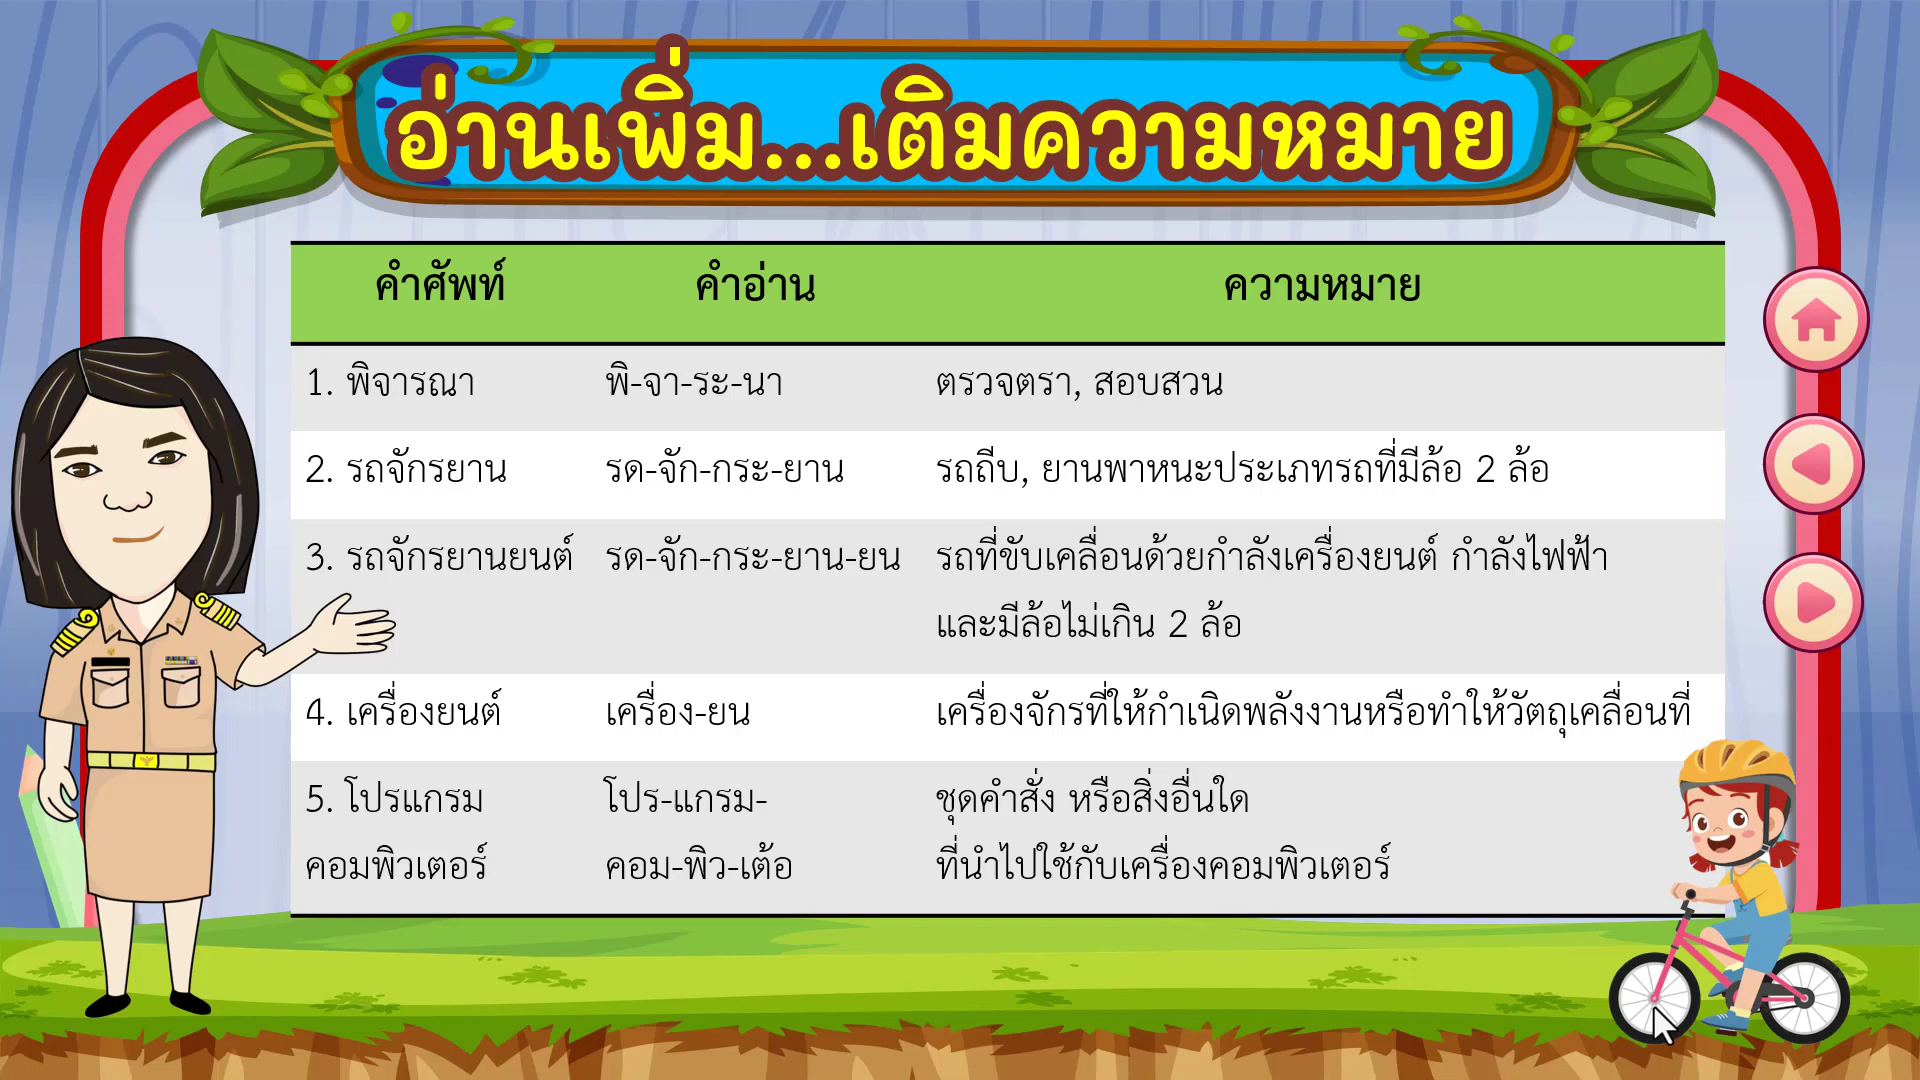 อ่านเพิ่ม...เติมความหมาย
คำศัพท์ คำอ่าน ความหมาย
1. พิจารณา พิ-จา-ระ-นา ตรวจตรา, สอบสวน
2. รถจักรยาน รด-จัก-กระ-ยาน รถถีบ, ยานพาหนะประเภทรถที่มีล้อ 2 ล้อ
3. รถจักรยานยนต์ รด-จัก-กระ-ยาน-ยน รถที่ขับเคลื่อนด้วยกำลังเครื่องยนต์ กำลังไฟฟ้า
และมีล้อไม่เกิน 2 ล้อ
4. เครื่องยนต์ เครื่อง-ยน เครื่องจักรที่ให้กำเนิดพลังงานหรือทำให้วัตถุเคลื่อนที่
5. โปรแกรม โปร-แกรม- ชุดคำสั่ง หรือสิ่งอื่นใด
คอมพิวเตอร์ คอม-พิว-เต้อ ที่นำไปใช้กับเครื่องคอมพิวเตอร์